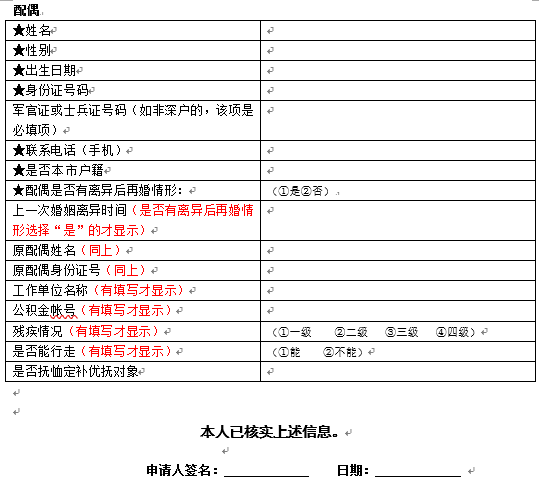 配偶
★姓名
★性别
★出生日期
★身份证号码
军官证或士兵证号码（如非深户的，该项是
必填项）
★联系电话（手机）
★是否本市户籍
★配偶是否有离异后再婚情形： （①是②否）.
上一次婚姻离异时间（是否有离异后再婚情
形选择“是”的才显示）
原配偶姓名（同上）
原配偶身份证号（同上）
工作单位名称（有填写才显示）
公积金帐号（有填写才显示）
残疾情况（有填写才显示） （①一级 ②二级 ③三级 ④四级）
是否能行走（有填写才显示） （①能 ②不能）
是否抚恤定补优抚对象
本人已核实上述信息。
申请人签名：____________ 日期：____________